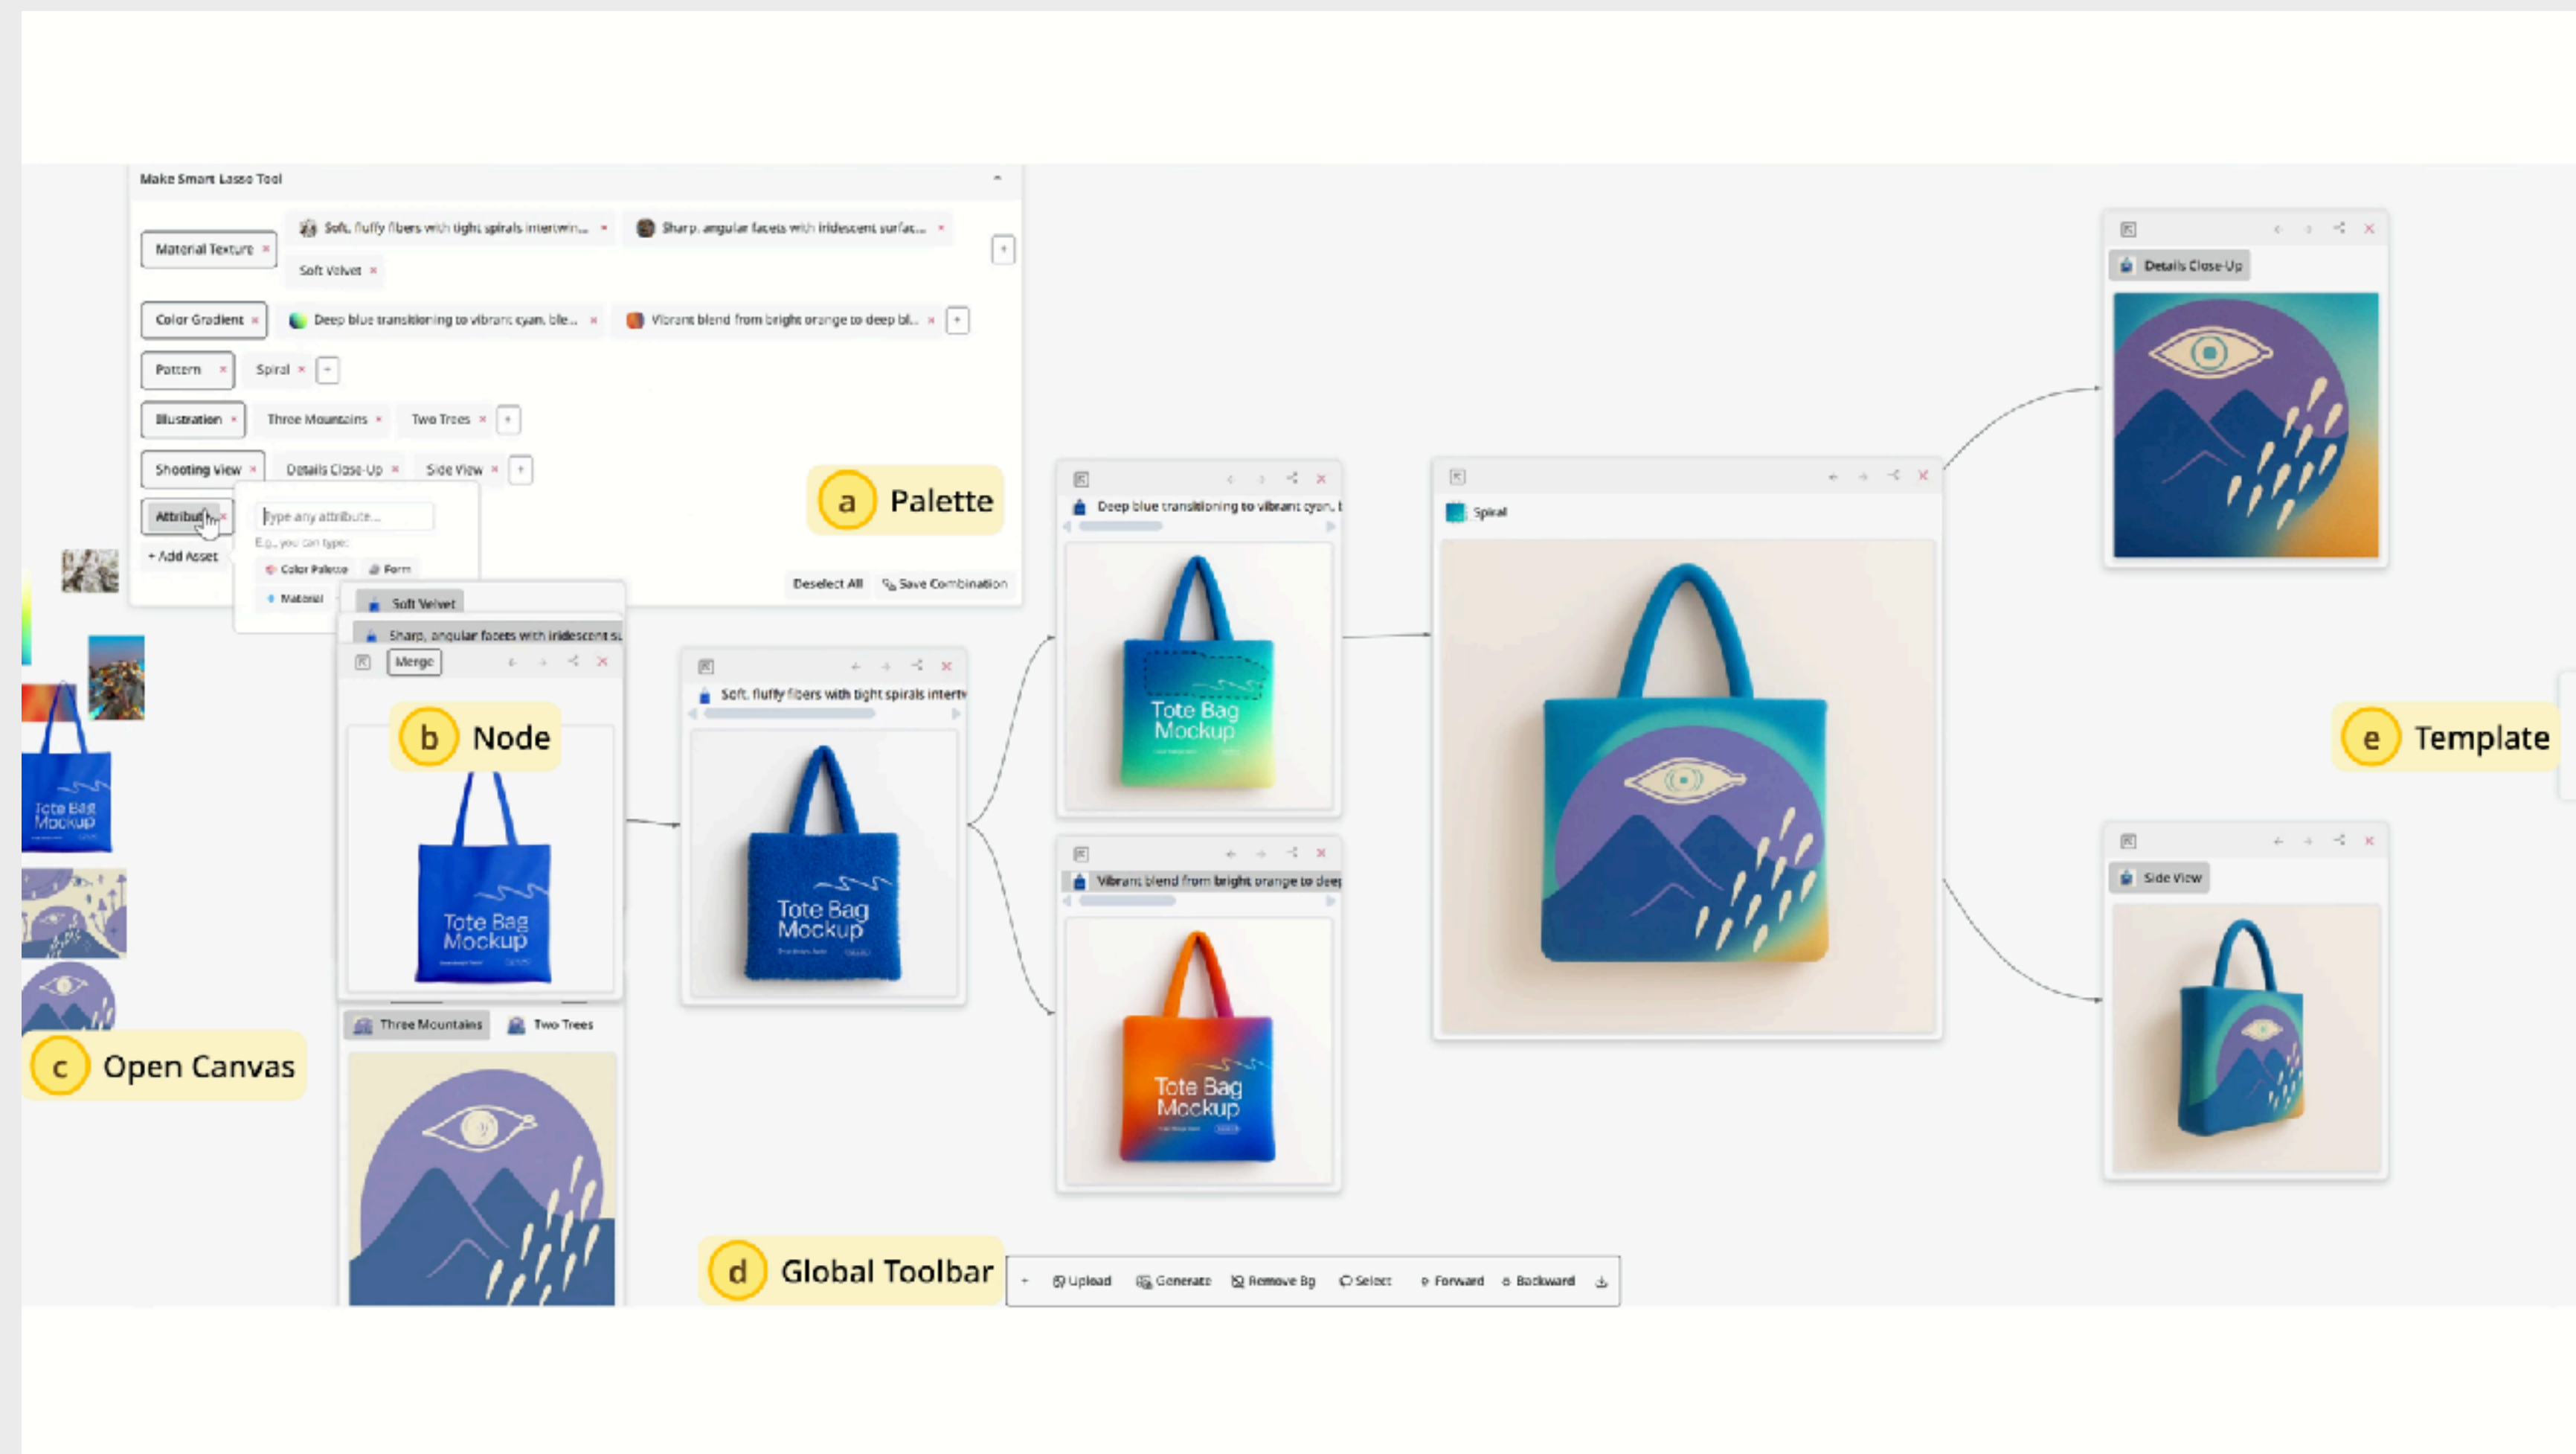 Make Smart Lasso Tool
Material Texture
Soft, fluffy fibers with tight spirals intertwin...
Sharp, angular facets with iridescent surfac...
Soft Velvet
Color Gradient
Deep blue transitioning to vibrant cyan, ble...
Vibrant blend from bright orange to deep bl...
Pattern
Spiral
Illustration
Three Mountains
Two Trees
Shooting View
Details Close-Up
Side View
Attribut
Type any attribute...
E.g., you can type:
Color Palette
Form
Material
+ Add Asset
Deselect All
Save Combination
a Palette
Soft Velvet
Sharp, angular facets with iridescent su
Merge
b Node
Tote Bag
Mockup
Tote Bag
Mockup
Three Mountains
Two Trees
c Open Canvas
Soft, fluffy fibers with tight spirals intertw
Tote Bag
Mockup
Deep blue transitioning to vibrant cyan, b
Tote Bag
Mockup
Vibrant blend from bright orange to deep
Tote Bag
Mockup
Spiral
Details Close-Up
Side View
e Template
d Global Toolbar
Upload
Generate
Remove Bg
Select
Forward
Backward